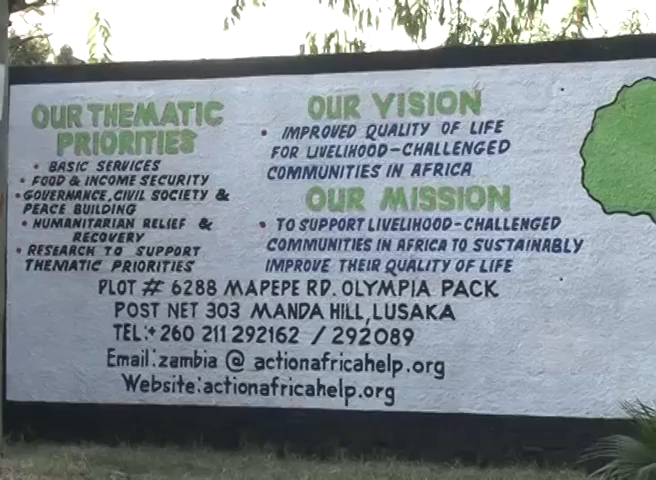 OUR THEMATIC
PRIORITIES
• BASIC SERVICES
• FOOD & INCOME SECURITY
• GOVERNANCE, CIVIL SOCIETY &
PEACE BUILDING
• HUMANITARIAN RELIEF &
RECOVERY
• RESEARCH TO SUPPORT
THEMATIC PRIORITIES
OUR VISION
• IMPROVED QUALITY OF LIFE
FOR LIVELIHOOD-CHALLENGED
COMMUNITIES IN AFRICA
OUR MISSION
• TO SUPPORT LIVELIHOOD-CHALLENGED
COMMUNITIES IN AFRICA TO SUSTAINABLY
IMPROVE THEIR QUALITY OF LIFE
PLOT # 6288 MAPEPE RD. OLYMPIA PACK
POST NET 303 MANDA HILL, LUSAKA
TEL:+260 211 292162 / 292089
Email:zambia @ actionafricahelp.org
Website:actionafricahelp.org